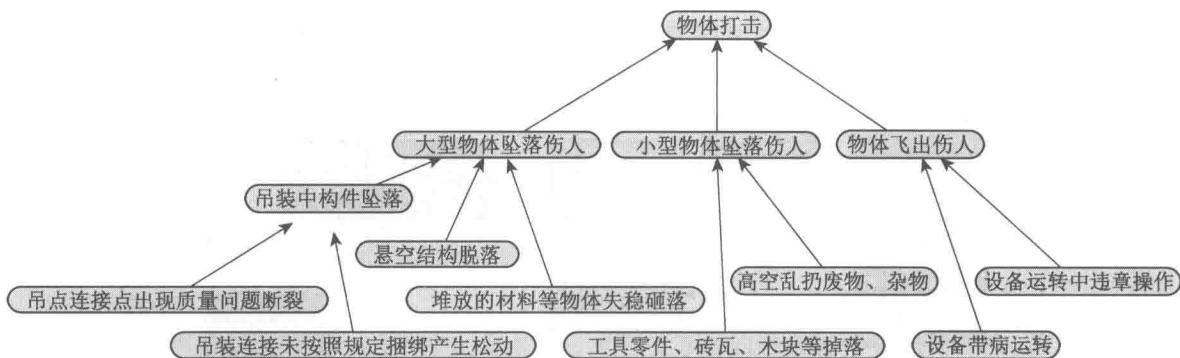 物体打击
大型物体坠落伤人
小型物体坠落伤人
物体飞出伤人
吊装中构件坠落
悬空结构脱落
高空乱扔废物、杂物
设备运转中违章操作
吊点连接点出现质量问题断裂
堆放的材料等物体失稳砸落
吊装连接未按照规定捆绑产生松动
工具零件、砖瓦、木块等掉落
设备带病运转